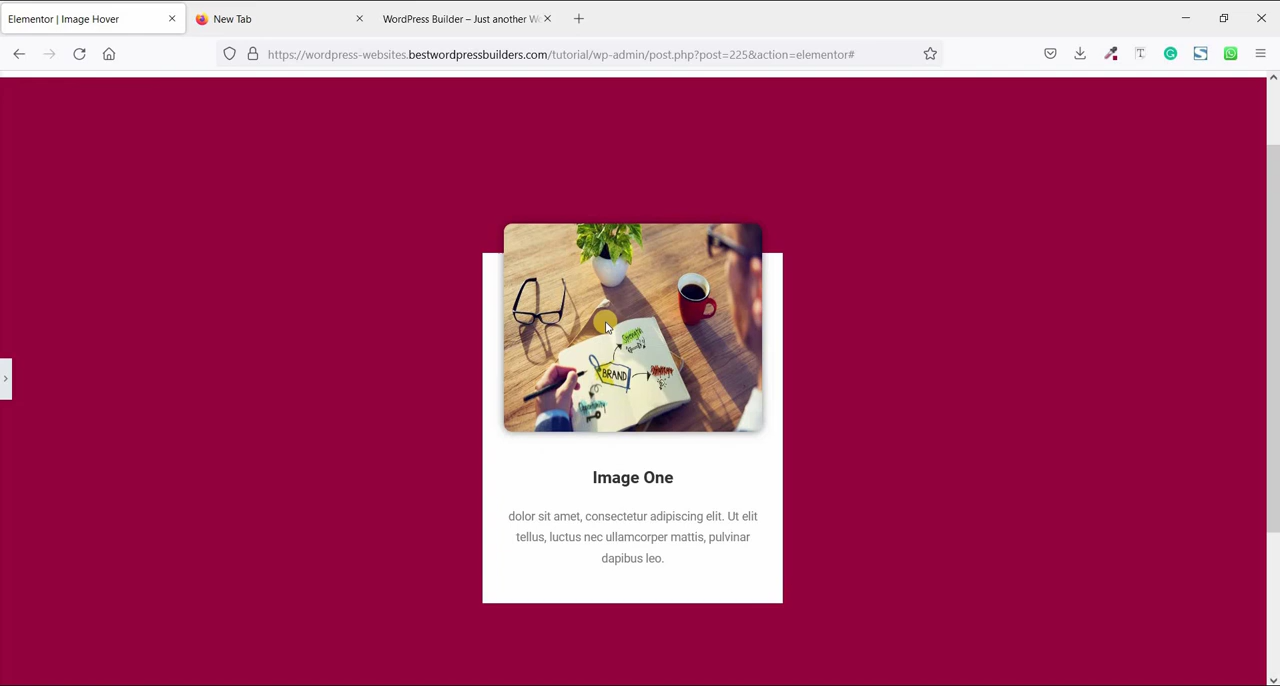 Elementor | Image Hover
New Tab
WordPress Builder – Just another Wo
https://wordpress-websites.bestwordpressbuilders.com/tutorial/wp-admin/post.php?post=225&action=elementor#
BRAND
Image One
dolor sit amet, consectetur adipiscing elit. Ut elit
tellus, luctus nec ullamcorper mattis, pulvinar
dapibus leo.